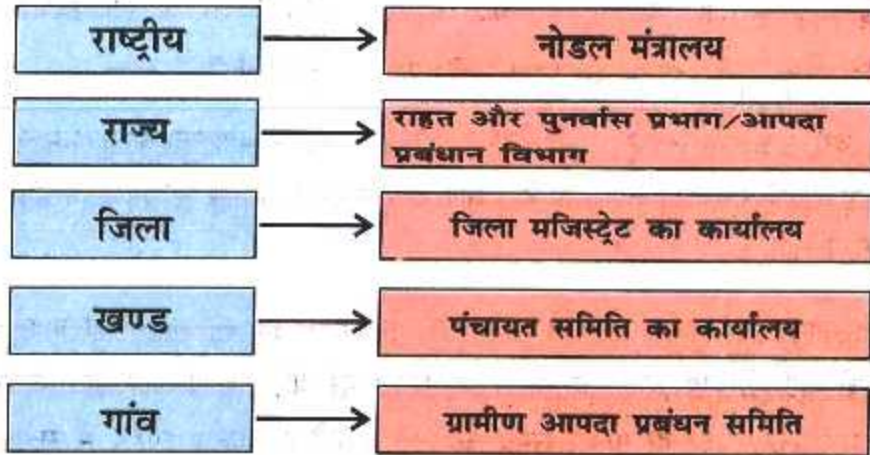 राष्ट्रीय
नोडल मंत्रालय
राज्य
राहत और पुनर्वास प्रभाग/आपदा
प्रबंधान विभाग
जिला
जिला मजिस्ट्रेट का कार्यालय
खण्ड
पंचायत समिति का कार्यालय
गांव
ग्रामीण आपदा प्रबंधन समिति